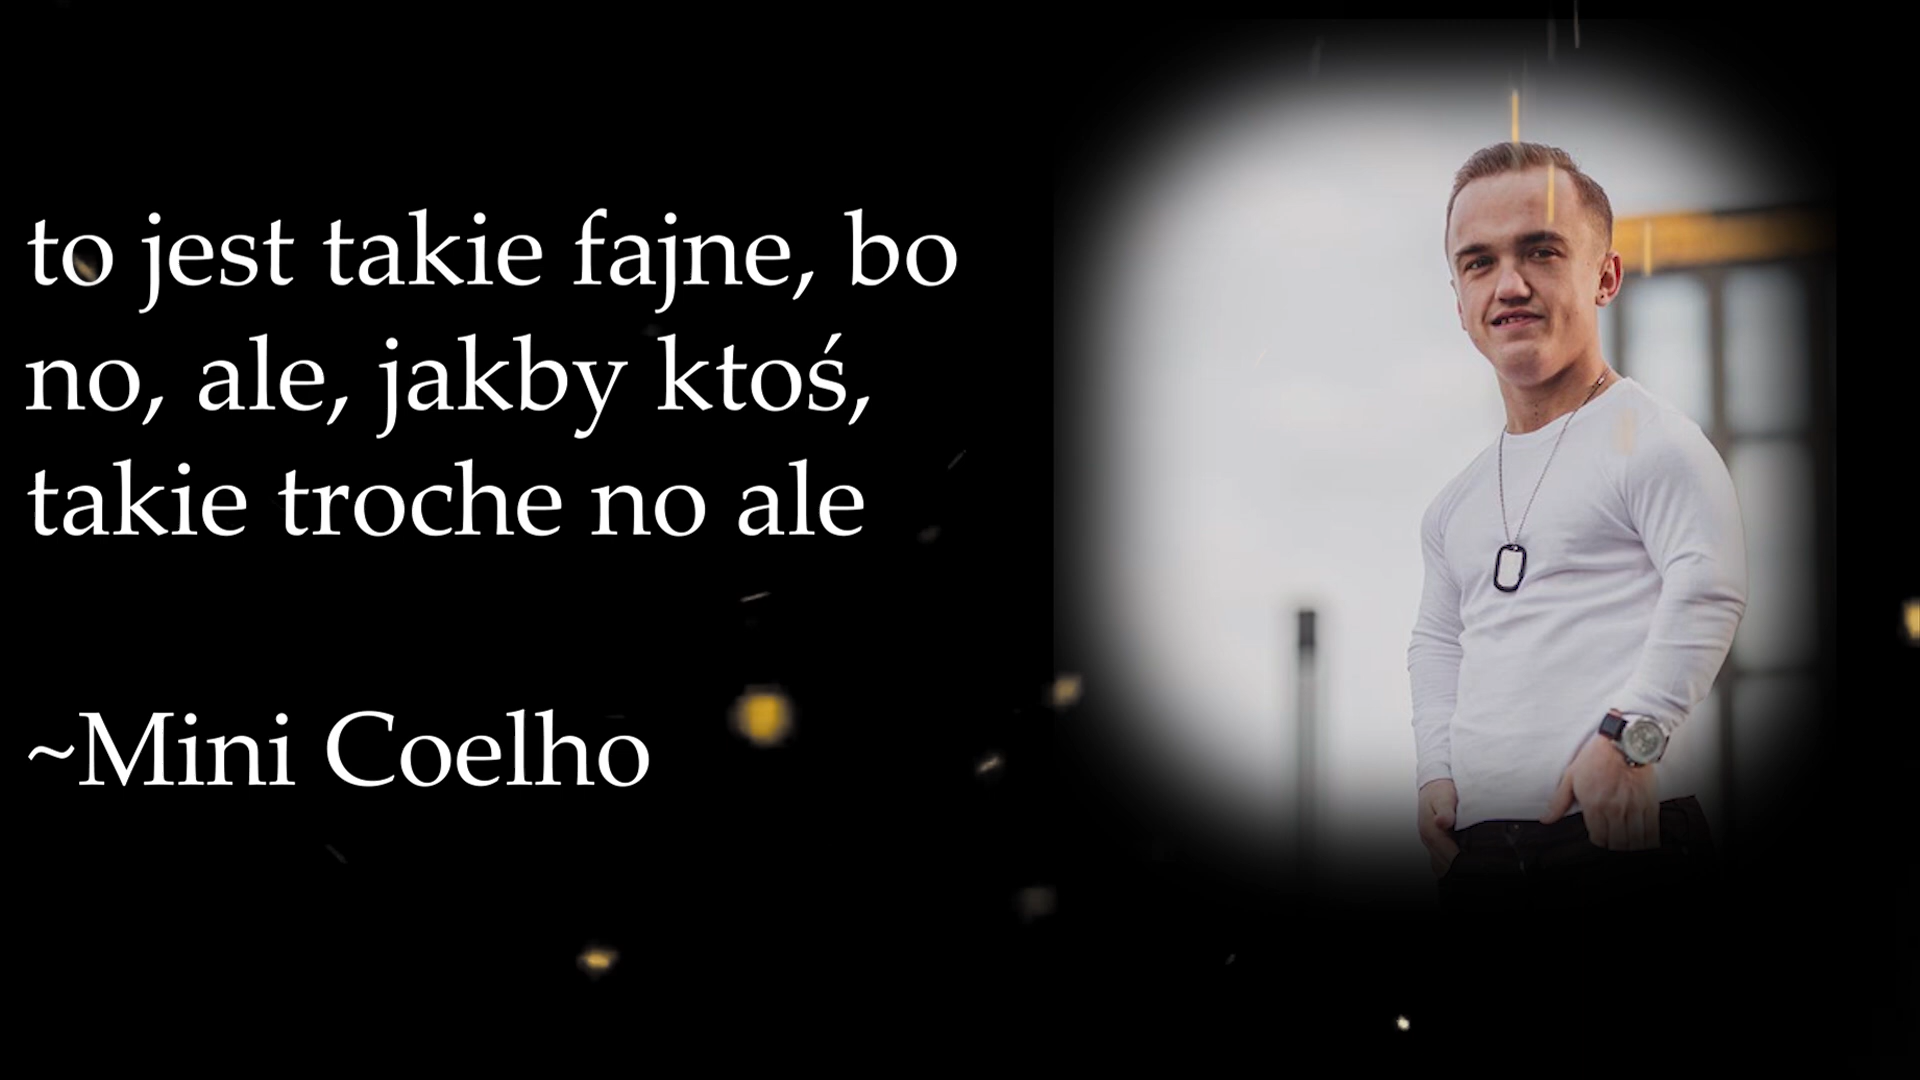 to jest takie fajne, bo
no, ale, jakby ktoś,
takie troche no ale
~Mini Coelho